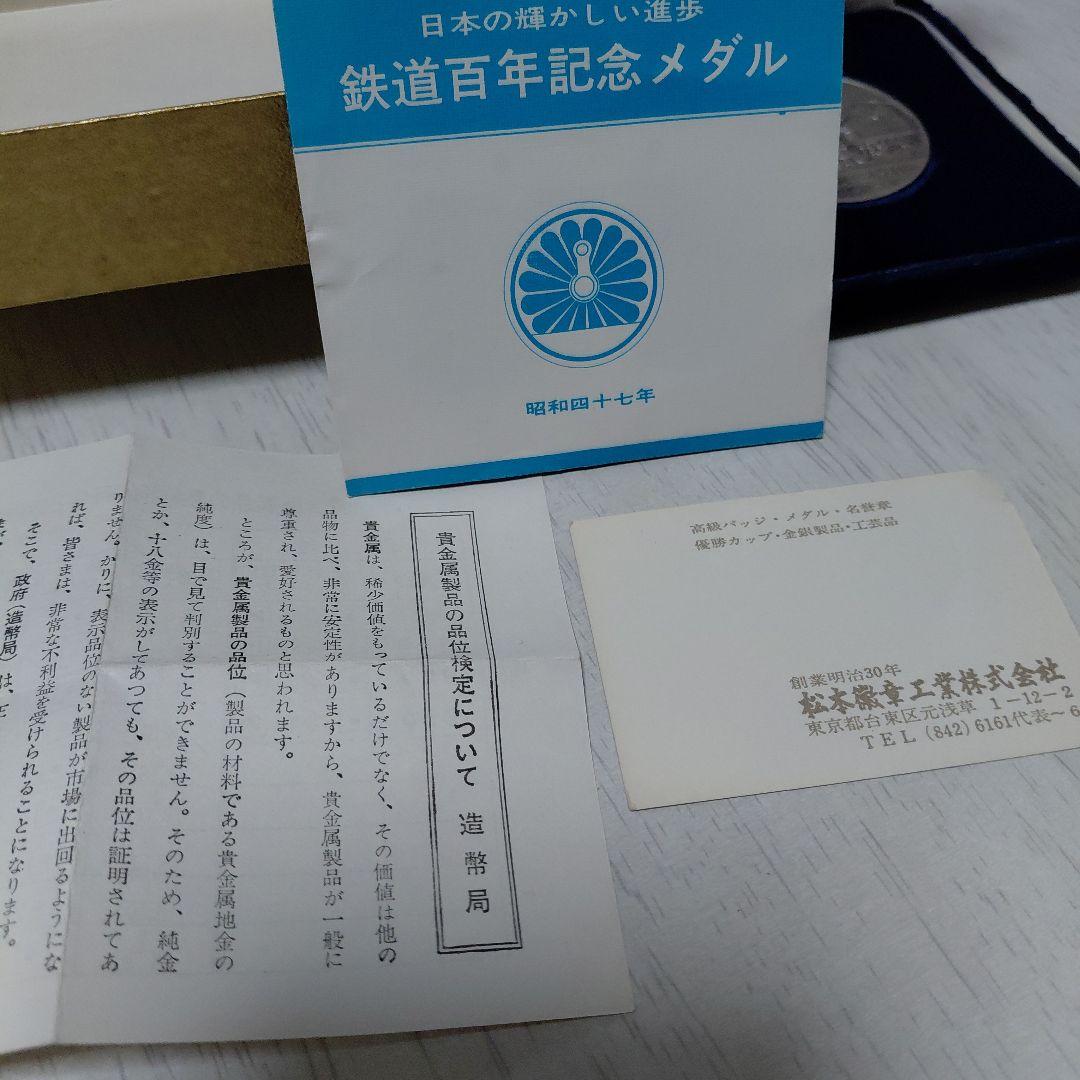 日本の輝かしい進歩
鉄道百年記念メダル
昭和四十七年
貴金属製品の品位検定について 造幣局
貴金属は、稀少価値をもっているだけでなく、その価値は他の
品物に比べ、非常に安定性がありますから、貴金属製品が一般に
尊重され、愛好されるものと思われます。
ところが、貴金属製品の品位（製品の材料である貴金属地金の
純度）は、目で見て判別することができません。そのため、純金
とか、十八金等の表示がしてあつても、その品位は証明されてあ
りません。かりに、表示品位のない製品が市場に出回るようにな
れば、皆さまは、非常な不利益を受けられることになります。
そこで、政府（造幣局）は、
高級バッジ・メダル・名誉章
優勝カップ・金銀製品・工芸品
創業明治30年
松本徽章工業株式会社
東京都台東区元浅草 1-12-2
TEL (842) 6161代表〜6